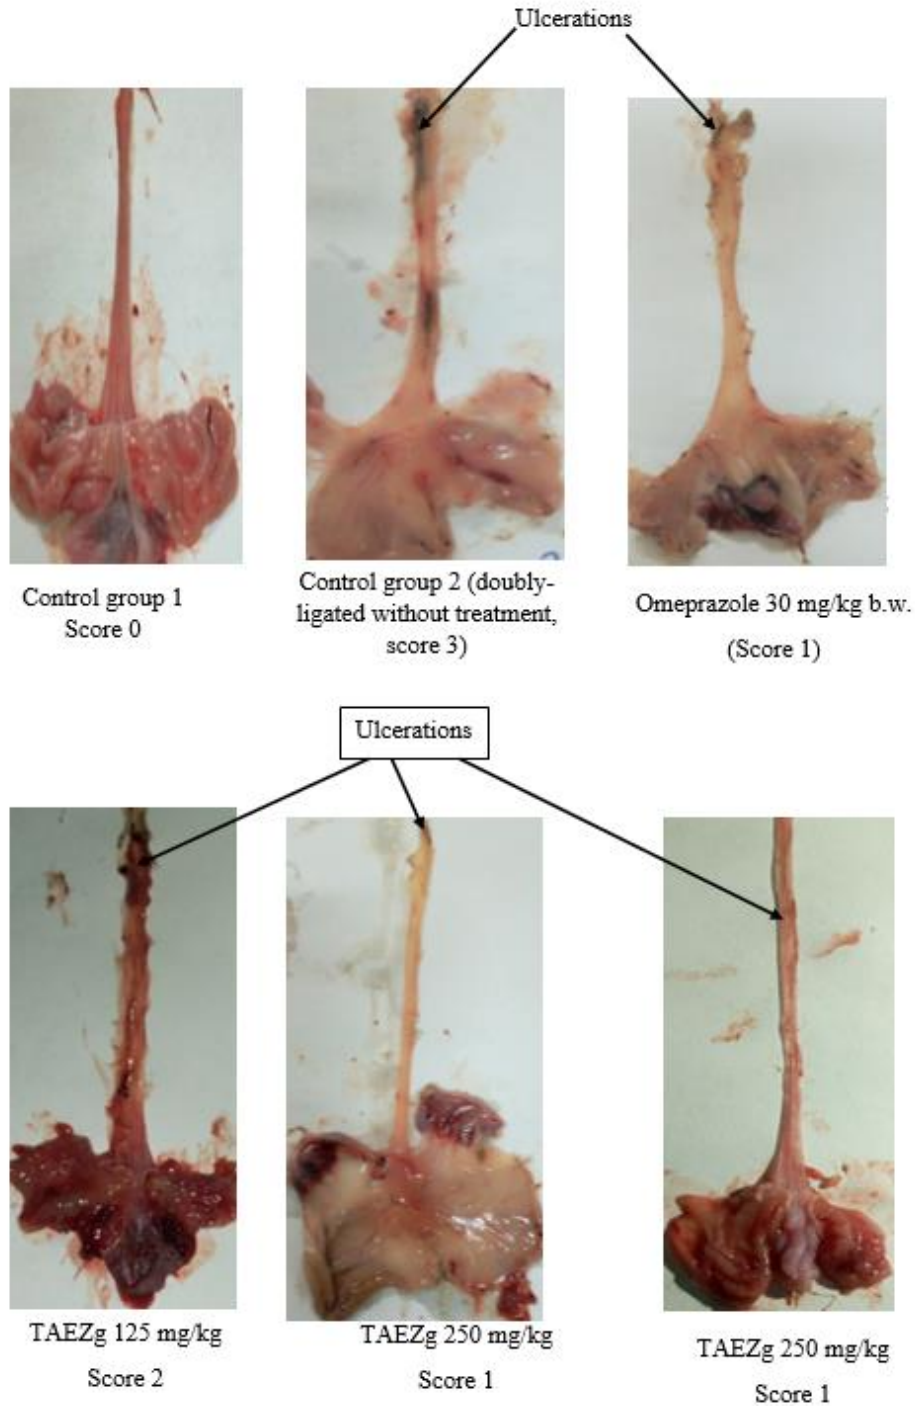 Ulcerations
Control group 1
Score 0
Control group 2 (doubly-
ligated without treatment,
score 3)
Omeprazole 30 mg/kg b.w.
(Score 1)
Ulcerations
TAEZg 125 mg/kg
Score 2
TAEZg 250 mg/kg
Score 1
TAEZg 250 mg/kg
Score 1